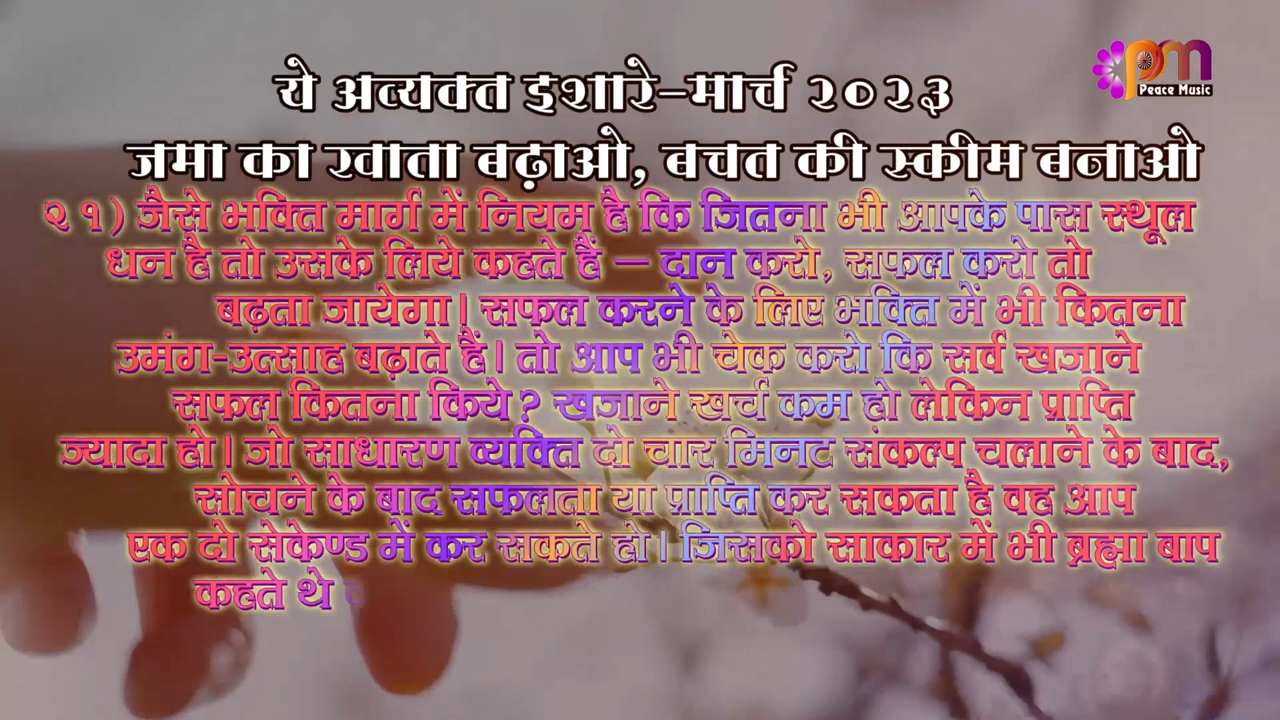 ये अव्यक्त इशारे-मार्च २०२३
जमा का खाता बढ़ाओ, बचत की स्कीम बनाओ
२१) जैसे भक्ति मार्ग में नियम है कि जितना भी आपके पास स्थूल
धन है तो उसके लिये कहते हैं – दान करो, सफल करो तो
बढ़ता जायेगा। सफल करने के लिए भक्ति में भी कितना
उमंग-उत्साह बढ़ाते हैं। तो आप भी चेक करो कि सर्व खजाने
सफल कितना किये? खजाने खर्च कम हो लेकिन प्राप्ति
ज्यादा हो। जो साधारण व्यक्ति दो चार मिनट संकल्प चलाने के बाद,
सोचने के बाद सफलता या प्राप्ति कर सकता है वह आप
एक दो सेकेण्ड में कर सकते हो। जिसको साकार में भी ब्रह्मा बाप
कहते थे
pm
Peace Music